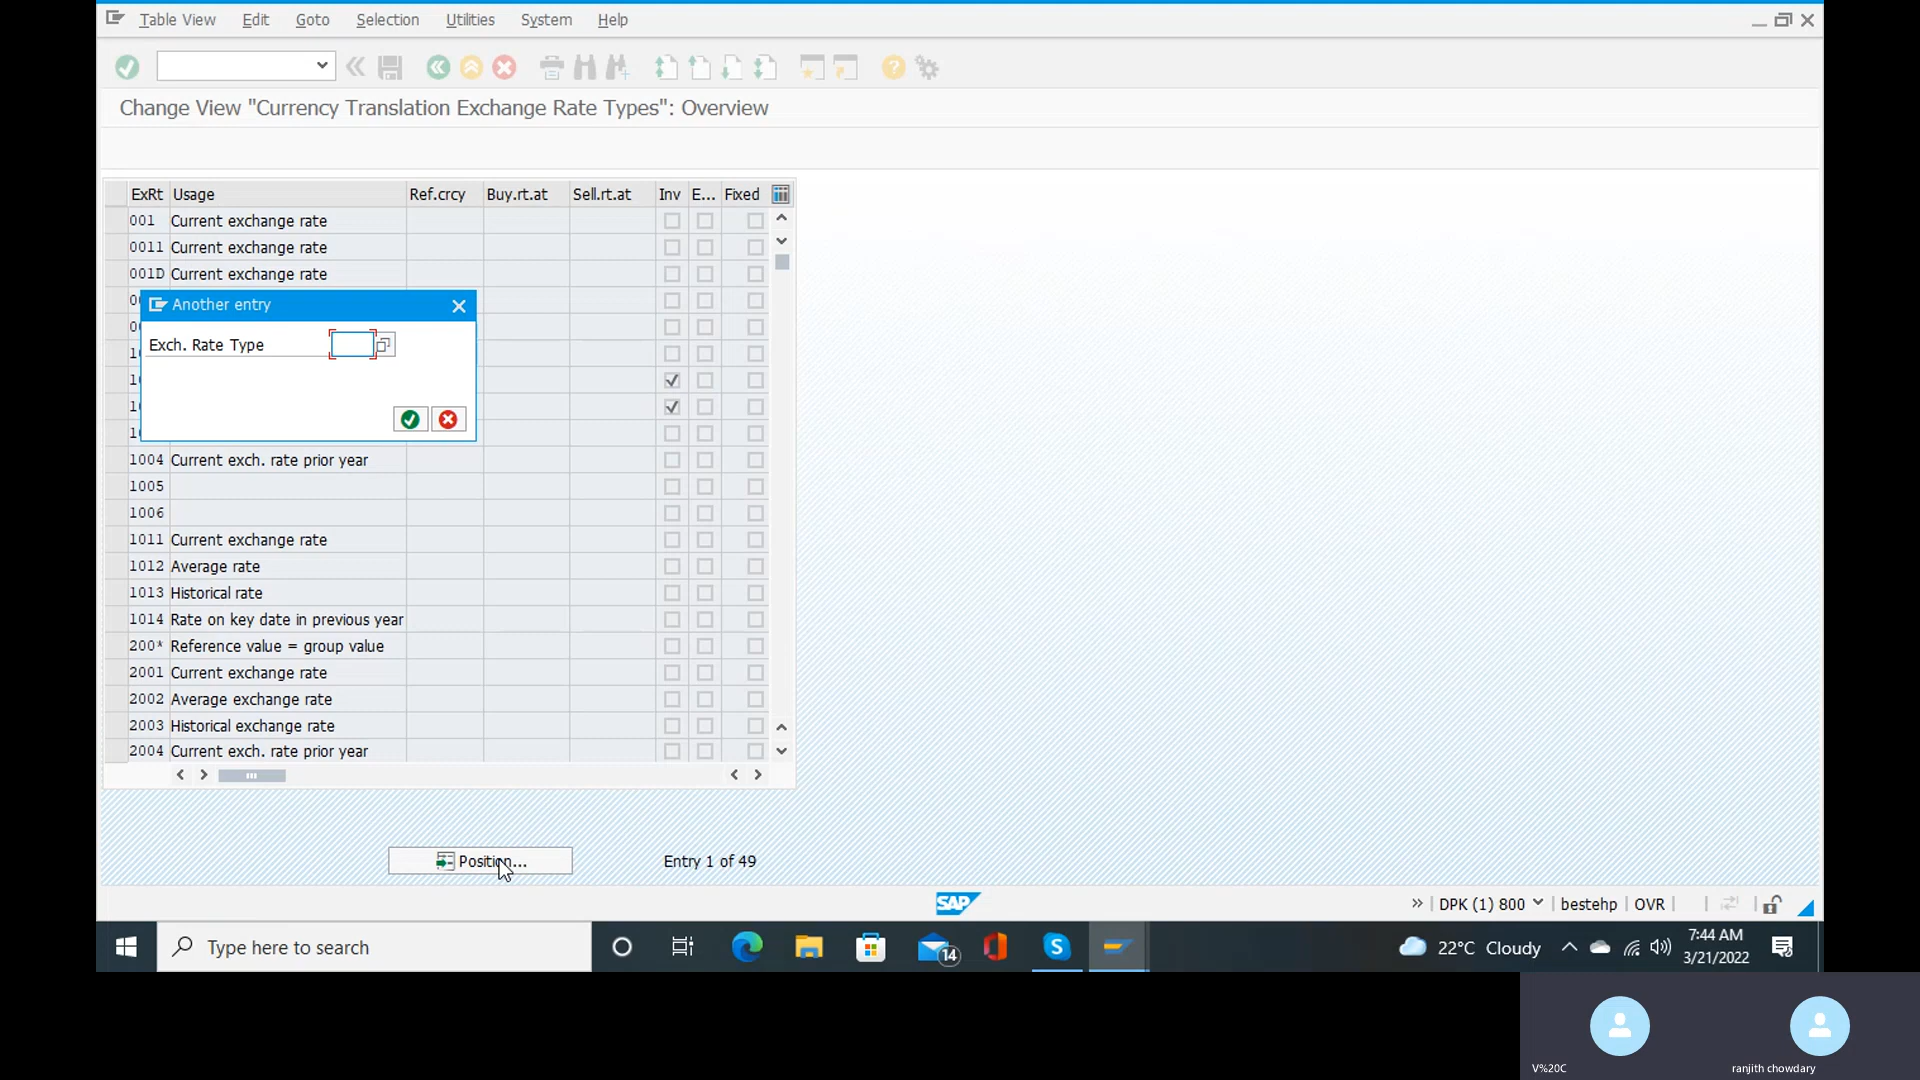 Table View Edit Goto Selection Utilities System Help
Change View "Currency Translation Exchange Rate Types": Overview
ExRt Usage Ref.crcy Buy.rt.at Sell.rt.at Inv E... Fixed
001 Current exchange rate
0011 Current exchange rate
001D Current exchange rate
Another entry
Exch. Rate Type
1004 Current exch. rate prior year
1005
1006
1011 Current exchange rate
1012 Average rate
1013 Historical rate
1014 Rate on key date in previous year
200* Reference value = group value
2001 Current exchange rate
2002 Average exchange rate
2003 Historical exchange rate
2004 Current exch. rate prior year
Position... Entry 1 of 49
SAP DPK (1) 800 bestehp OVR
Type here to search 14 22°C Cloudy 7:44 AM
3/21/2022
V%20C ranjith chowdary